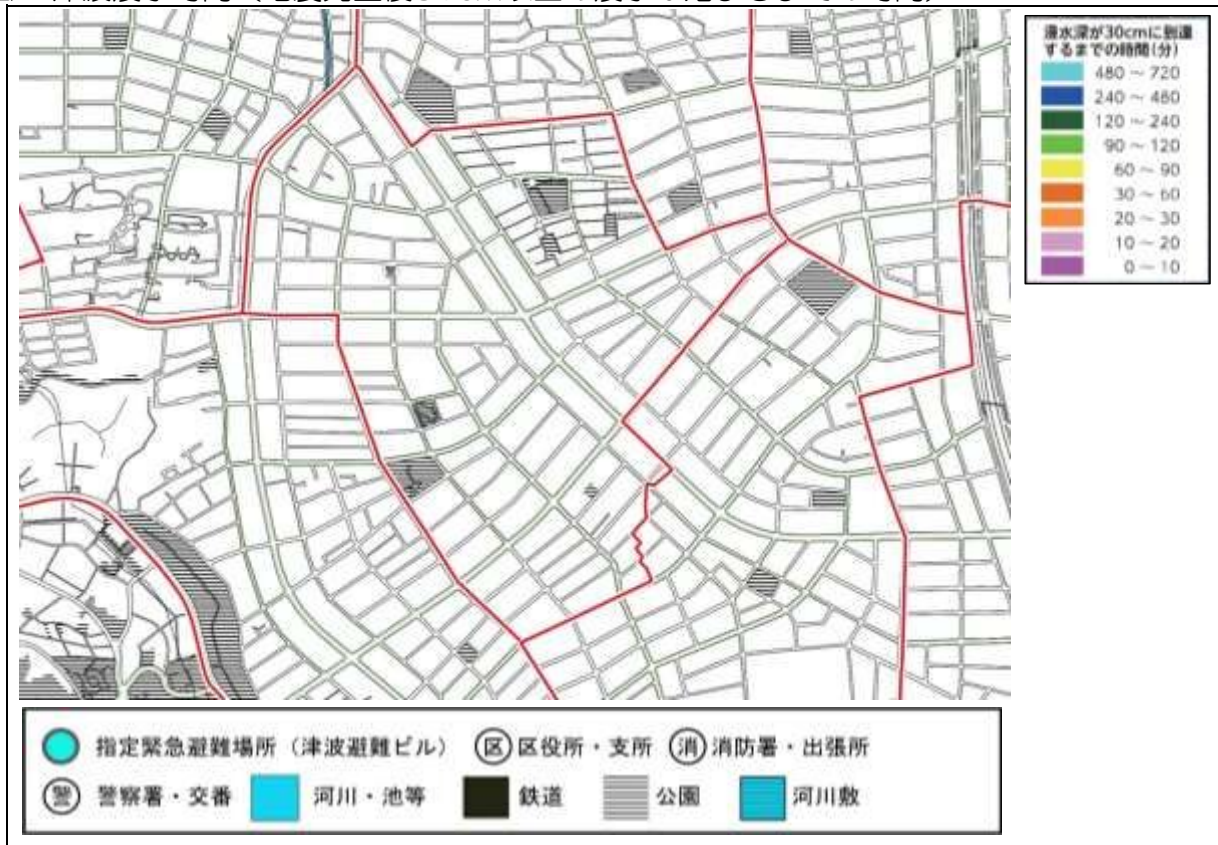 浸水深が30cmに到達
するまでの時間(分)
480 ～ 720
240 ～ 480
120 ～ 240
90 ～ 120
60 ～ 90
30 ～ 60
20 ～ 30
10 ～ 20
0 ～ 10
指定緊急避難場所（津波避難ビル） 区 区役所・支所 消 消防署・出張所
警 警察署・交番 河川・池等 鉄道 公園 河川敷